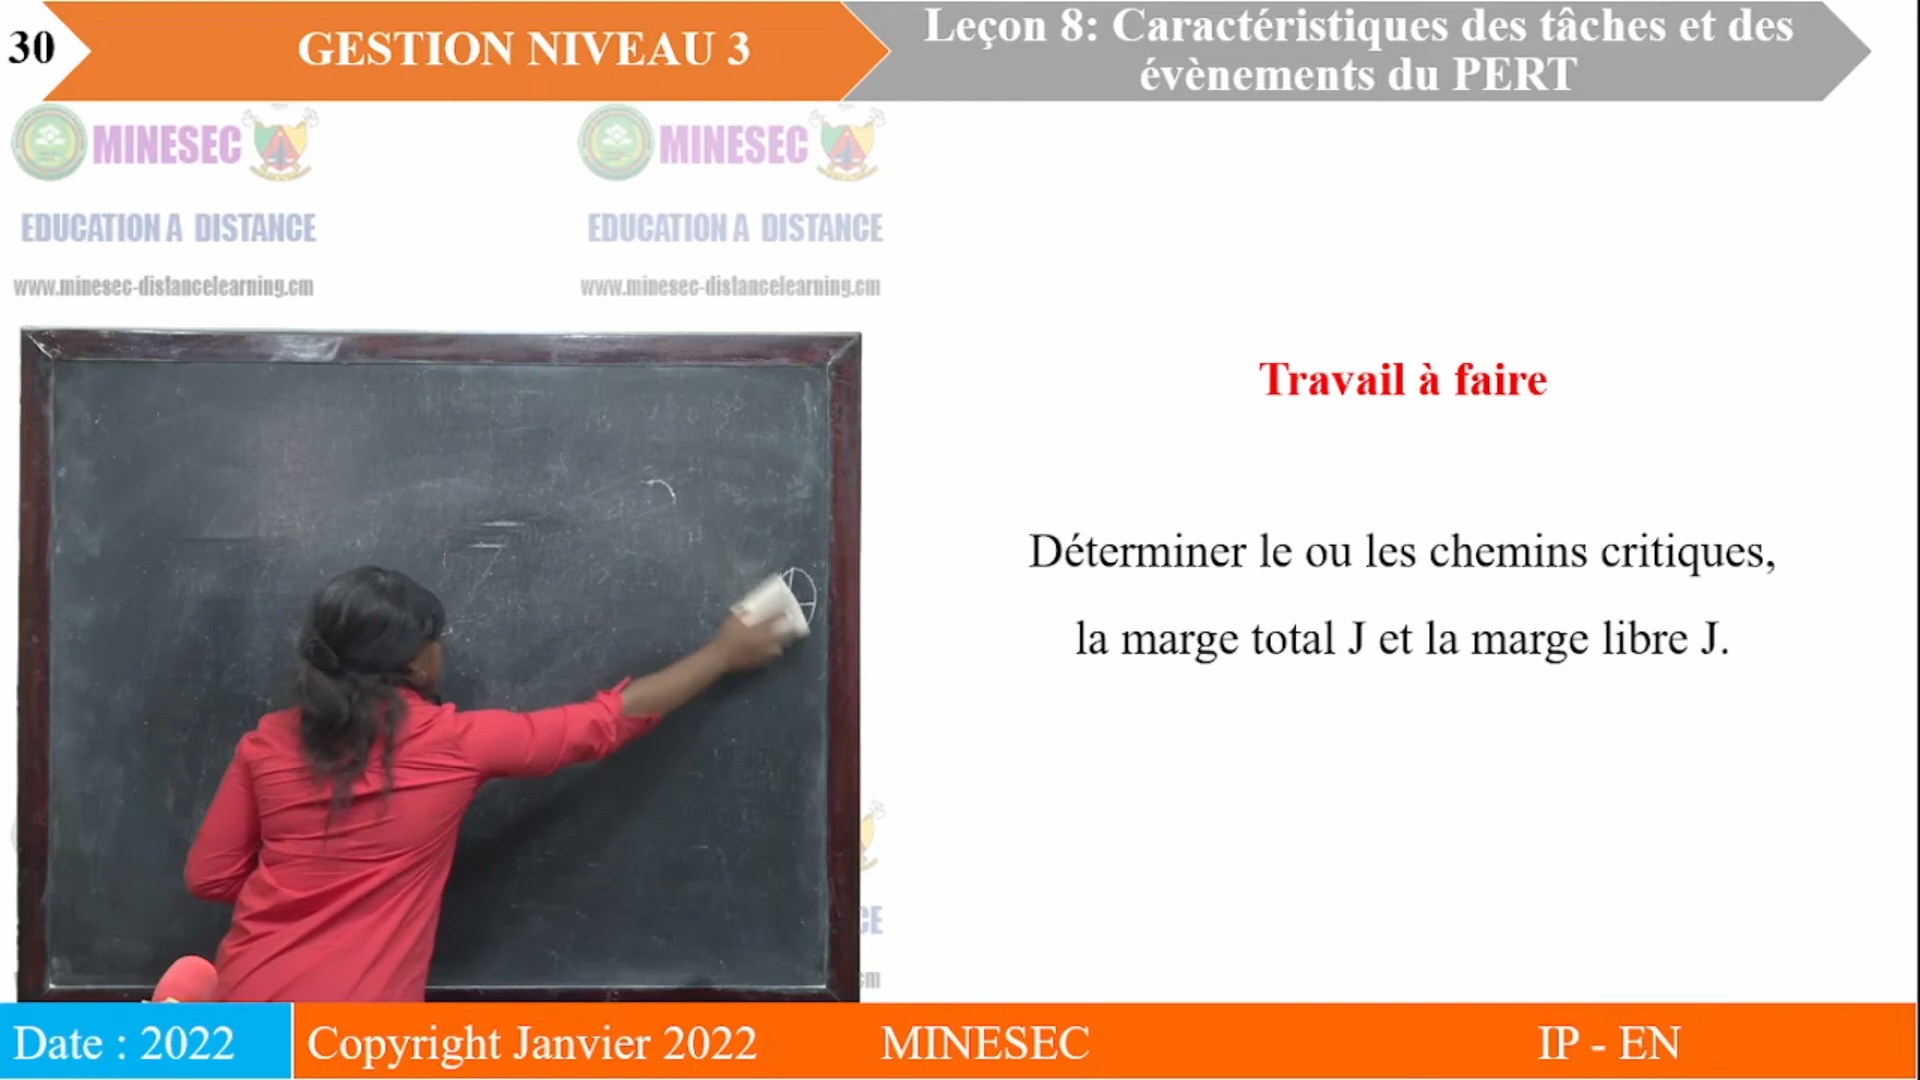 30
GESTION NIVEAU 3
Leçon 8: Caractéristiques des tâches et des
évènements du PERT
MINESEC
MINESEC
EDUCATION A DISTANCE
EDUCATION A DISTANCE
www.minesec-distancelearning.cm
www.minesec-distancelearning.cm
Travail à faire
Déterminer le ou les chemins critiques,
la marge total J et la marge libre J.
CE
cm
Date : 2022
Copyright Janvier 2022
MINESEC
IP - EN